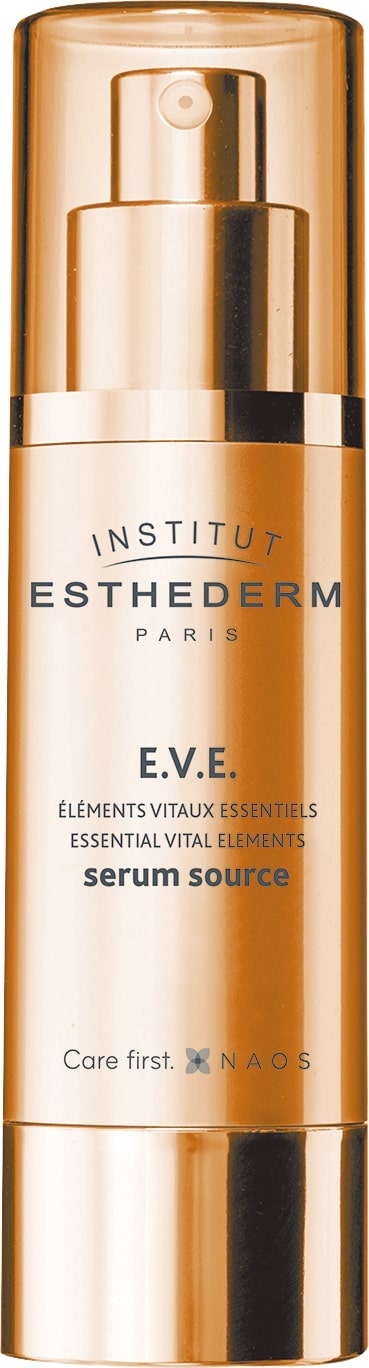 INSTITUT
ESTHEDERM
PARIS
E.V.E.
ÉLÉMENTS VITAUX ESSENTIELS
ESSENTIAL VITAL ELEMENTS
serum source
Care first. NAOS